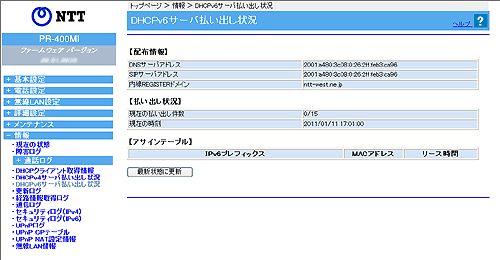 トップページ > 情報 > DHCPv6サーバ払い出し状況
NTT
DHCPv6サーバ払い出し状況
ヘルプ ?
PR-400MI
ファームウェア バージョン
基本設定
電話設定
無線LAN設定
詳細設定
メンテナンス
情報
現在の状態
障害ログ
通話ログ
DHCPクライアント取得情報
DHCPv4サーバ払い出し状況
DHCPv6サーバ払い出し状況
更新ログ
経路情報取得ログ
通信ログ
セキュリティログ(IPv4)
セキュリティログ(IPv6)
UPnPログ
UPnP CPテーブル
UPnP NAT設定情報
無線LAN情報
【配布情報】
DNSサーバアドレス 2001:a480:3c08:0:26:2ff:feb3:ca96
SIPサーバアドレス 2001:a480:3c08:0:26:2ff:feb3:ca96
内線REGISTERドメイン ntt-west.ne.jp
【払い出し状況】
現在の払い出し件数 0/15
現在の時刻 2011/01/11 17:01:00
【アサインテーブル】
IPv6プレフィックス MACアドレス リース時間
最新状態に更新